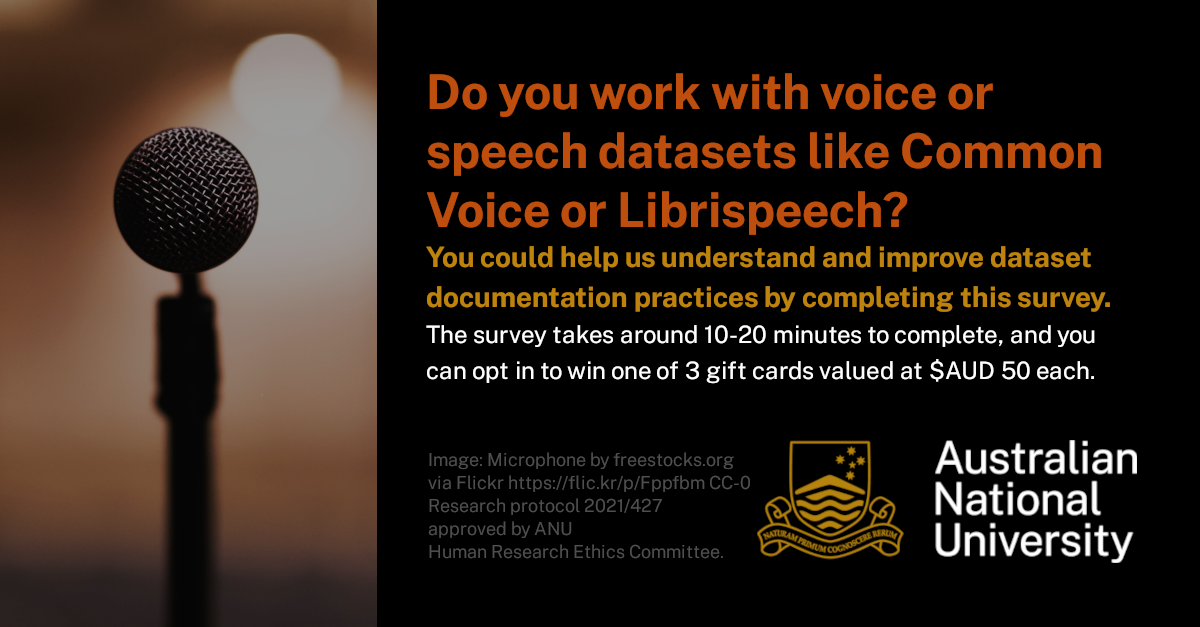 Do you work with voice or
speech datasets like Common
Voice or Librispeech?
You could help us understand and improve dataset
documentation practices by completing this survey.
The survey takes around 10-20 minutes to complete, and you
can opt in to win one of 3 gift cards valued at $AUD 50 each.
Image: Microphone by freestocks.org
via Flickr https://flic.kr/p/Fppfbm CC-0
Research protocol 2021/427
approved by ANU
Human Research Ethics Committee.
NATURAM PRIMUM COGNOSCERE RERUM
Australian
National
University